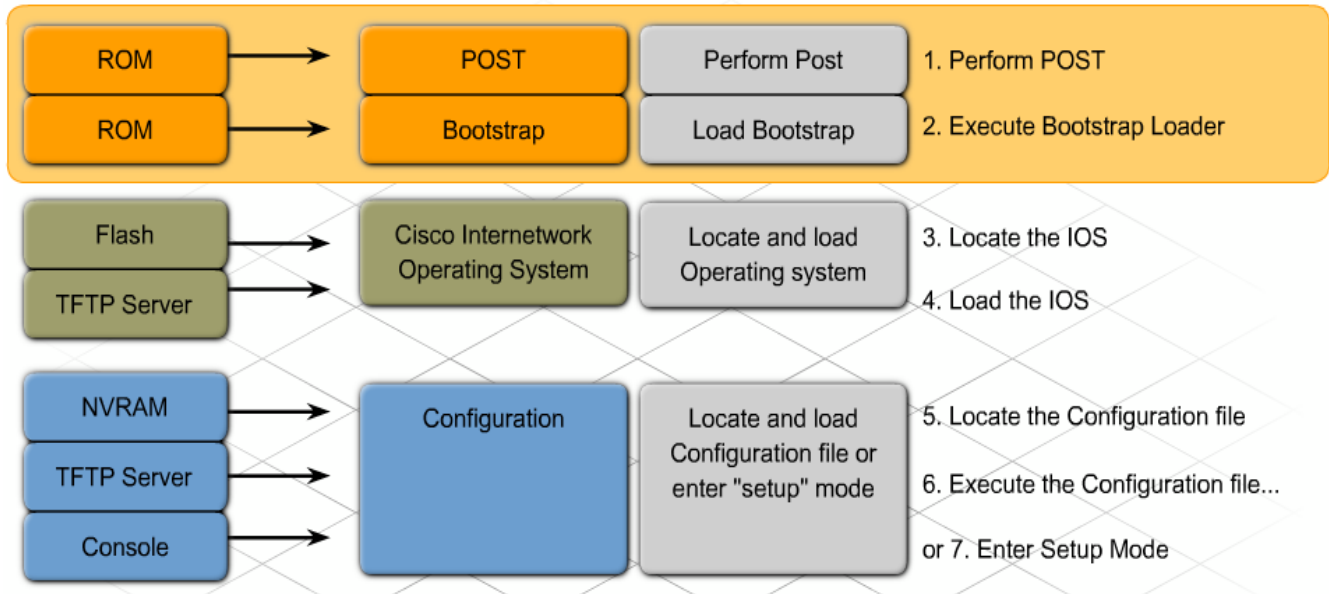 ROM
POST
Perform Post
1. Perform POST
ROM
Bootstrap
Load Bootstrap
2. Execute Bootstrap Loader
Flash
TFTP Server
Cisco Internetwork
Operating System
Locate and load
Operating system
3. Locate the IOS
4. Load the IOS
NVRAM
TFTP Server
Console
Configuration
Locate and load
Configuration file or
enter "setup" mode
5. Locate the Configuration file
6. Execute the Configuration file...
or 7. Enter Setup Mode